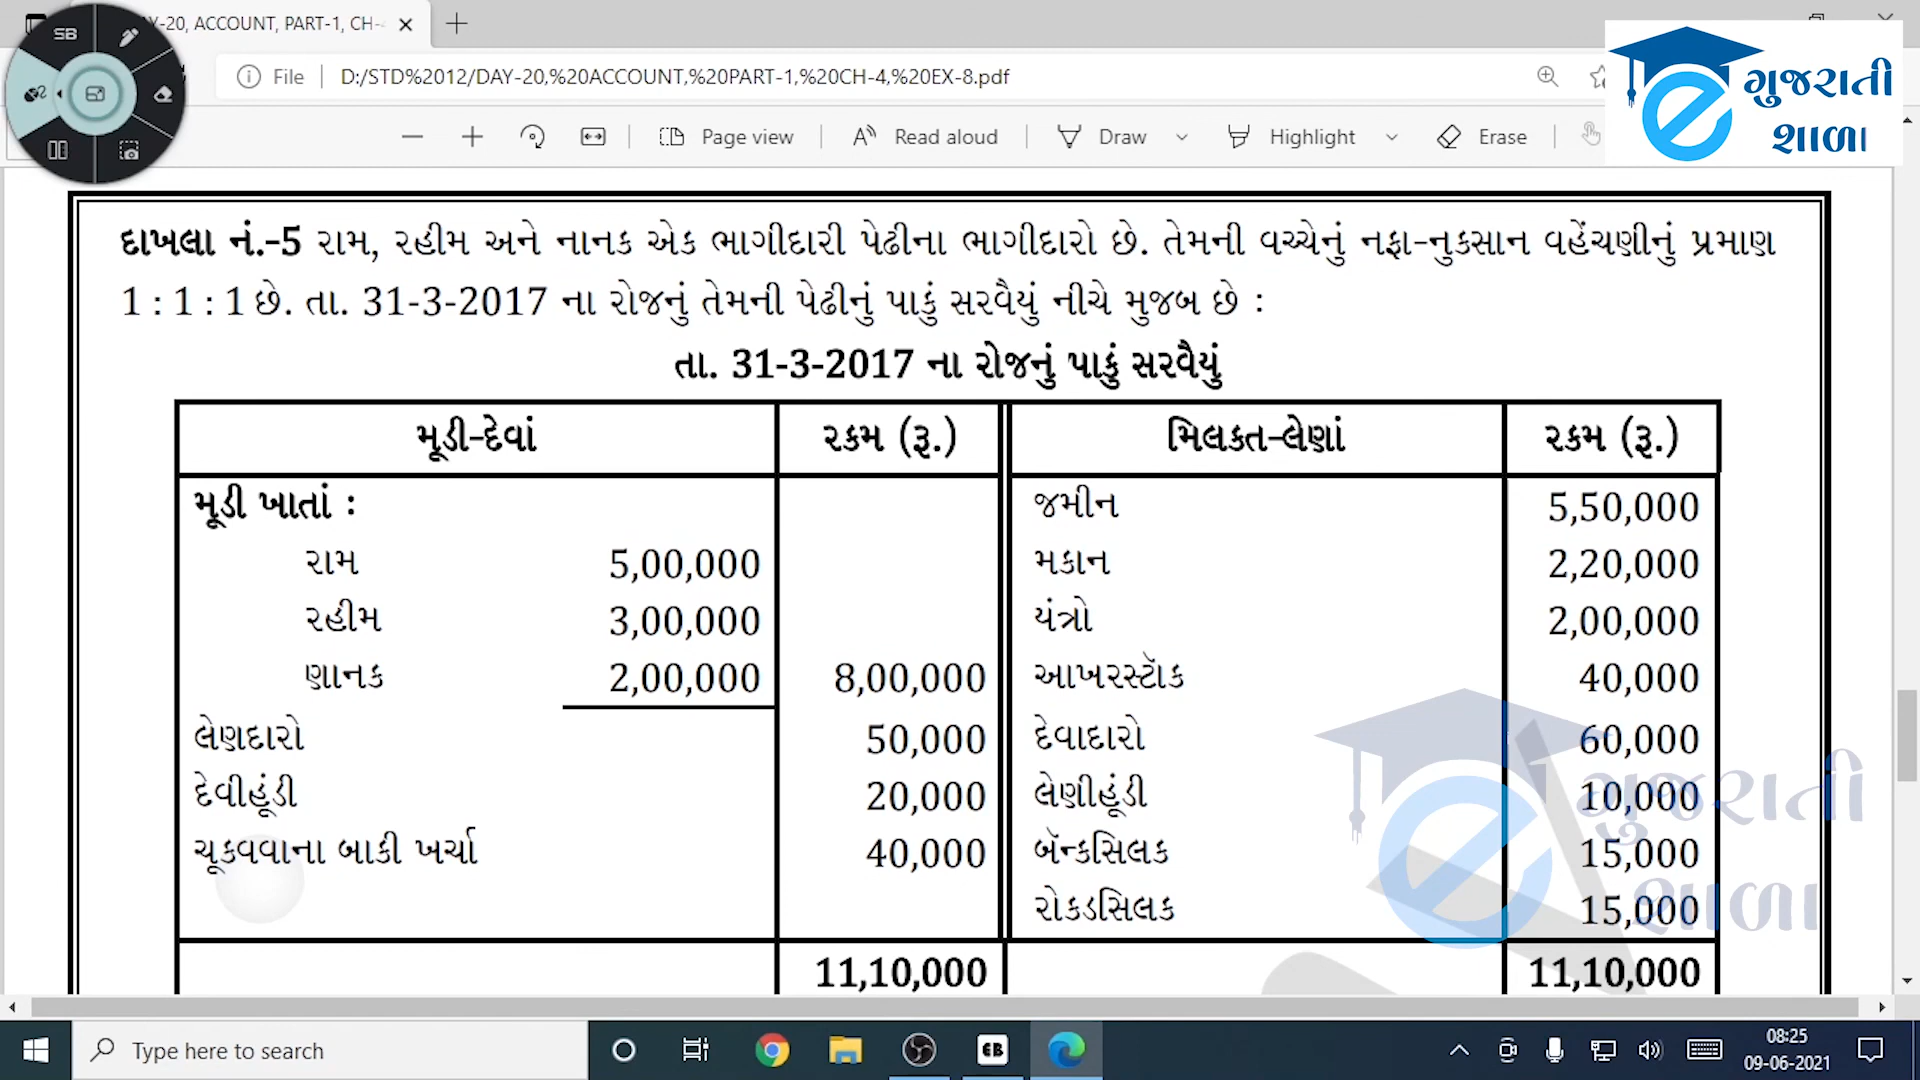 SB
Y-20, ACCOUNT, PART-1, CH-
File
D:/STD%2012/DAY-20,%20ACCOUNT,%20PART-1,%20CH-4,%20EX-8.pdf
Page view
Read aloud
Draw
Highlight
Erase
ગુજરાતી
શાળા
દાખલા નં.-5 રામ, રહીમ અને નાનક એક ભાગીદારી પેઢીના ભાગીદારો છે. તેમની વચ્ચેનું નફા-નુકસાન વહેંચણીનું પ્રમાણ
1 : 1 : 1 છે. તા. 31-3-2017 ના રોજનું તેમની પેઢીનું પાકું સરવૈયું નીચે મુજબ છે :
તા. 31-3-2017 ના રોજનું પાકું સરવૈયું
મૂડી-દેવાં રકમ (રૂ.) મિલકત-લેણાં રકમ (રૂ.)
મૂડી ખાતાં : જમીન 5,50,000
રામ 5,00,000 મકાન 2,20,000
રહીમ 3,00,000 યંત્રો 2,00,000
ણાનક 2,00,000 8,00,000 આખરસ્ટૉક 40,000
લેણદારો 50,000 દેવાદારો 60,000
દેવીહૂંડી 20,000 લેણીહૂંડી 10,000
ચૂકવવાના બાકી ખર્ચા 40,000 બૅન્કસિલક 15,000
રોકડસિલક 15,000
11,10,000 11,10,000
ગુજરાતી
શાળા
Type here to search
08:25
09-06-2021